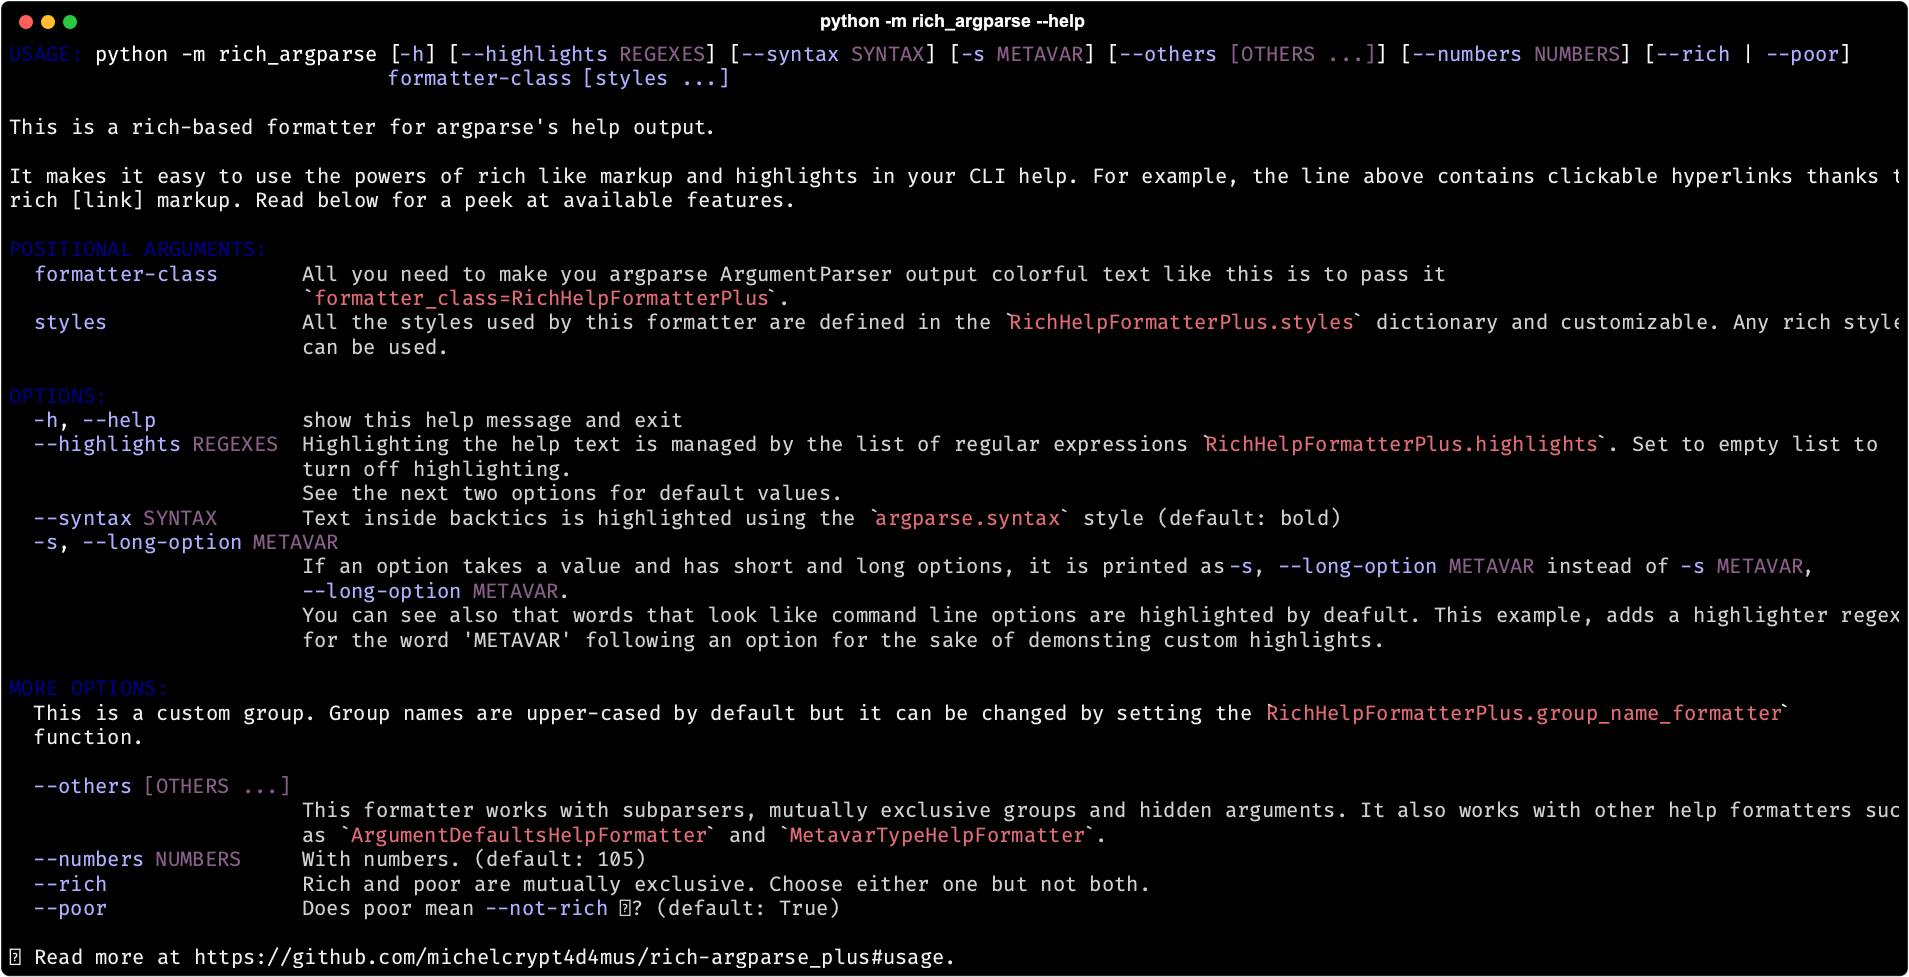 python -m rich_argparse --help
USAGE: python -m rich_argparse [-h] [--highlights REGEXES] [--syntax SYNTAX] [-s METAVAR] [--others [OTHERS ...]] [--numbers NUMBERS] [--rich | --poor]
formatter-class [styles ...]
This is a rich-based formatter for argparse's help output.
It makes it easy to use the powers of rich like markup and highlights in your CLI help. For example, the line above contains clickable hyperlinks thanks t
rich [link] markup. Read below for a peek at available features.
POSITIONAL ARGUMENTS:
formatter-class All you need to make you argparse ArgumentParser output colorful text like this is to pass it
`formatter_class=RichHelpFormatterPlus`.
styles All the styles used by this formatter are defined in the `RichHelpFormatterPlus.styles` dictionary and customizable. Any rich style
can be used.
OPTIONS:
-h, --help show this help message and exit
--highlights REGEXES Highlighting the help text is managed by the list of regular expressions `RichHelpFormatterPlus.highlights`. Set to empty list to
turn off highlighting.
See the next two options for default values.
--syntax SYNTAX Text inside backtics is highlighted using the `argparse.syntax` style (default: bold)
-s, --long-option METAVAR
If an option takes a value and has short and long options, it is printed as -s, --long-option METAVAR instead of -s METAVAR,
--long-option METAVAR.
You can see also that words that look like command line options are highlighted by deafult. This example, adds a highlighter regex
for the word 'METAVAR' following an option for the sake of demonsting custom highlights.
MORE OPTIONS:
This is a custom group. Group names are upper-cased by default but it can be changed by setting the `RichHelpFormatterPlus.group_name_formatter`
function.
--others [OTHERS ...]
This formatter works with subparsers, mutually exclusive groups and hidden arguments. It also works with other help formatters suc
as `ArgumentDefaultsHelpFormatter` and `MetavarTypeHelpFormatter`.
--numbers NUMBERS With numbers. (default: 105)
--rich Rich and poor are mutually exclusive. Choose either one but not both.
--poor Does poor mean --not-rich ? (default: True)
Read more at https://github.com/michelcrypt4d4mus/rich-argparse_plus#usage.